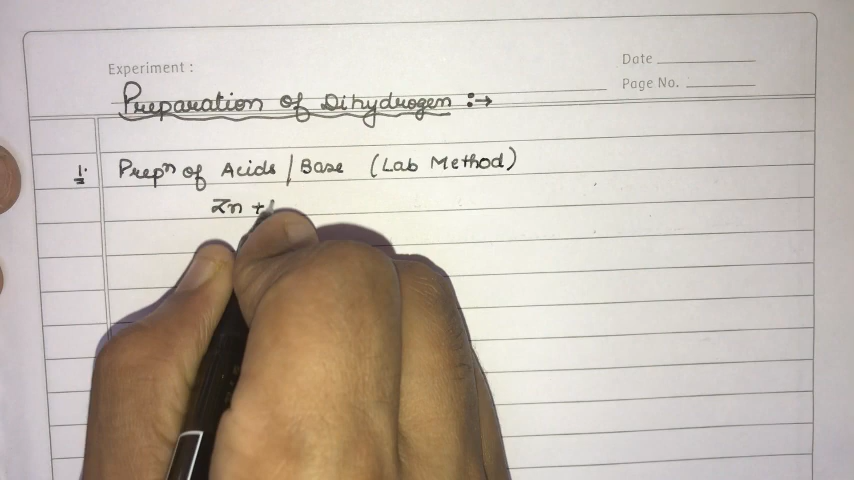 Experiment :
Date
Page No.
Preparation of Dihydrogen :→
1. Prepⁿ of Acids / Base (Lab Method)
Zn +